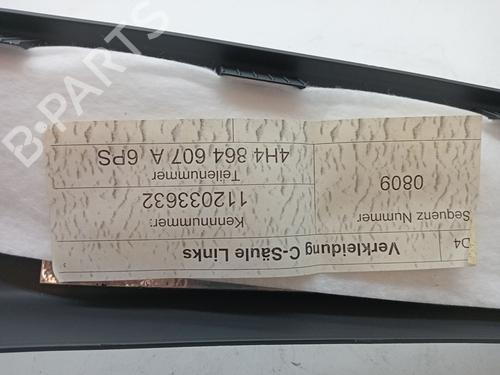 D4 Verkleidung C-Säule Links
Sequenz Nummer Kennnummer:
0809 112033632
Teilenummer
4H4 864 607 A 6PS
B-PARTS